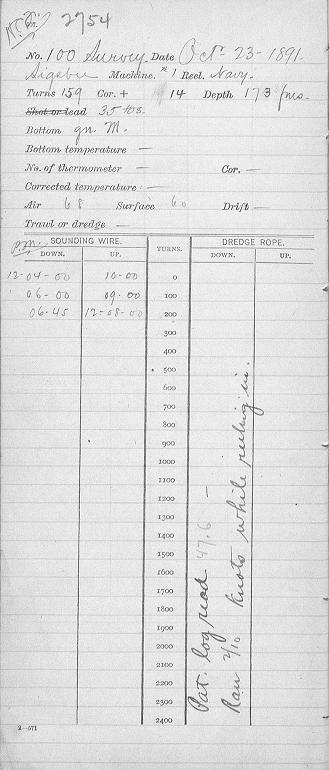 2754
No. 100 Survey Date Oct. 23 - 1891.
Sigsbee Machine. #1 Reel. Navy.
Turns 159 Cor. + 14 Depth 173 fms.
Shot or lead 35 lbs.
Bottom gn. M.
Bottom temperature —
No. of thermometer — Cor. —
Corrected temperature —
Air 68 Surface 60 Drift —
Trawl or dredge —
p.m. SOUNDING WIRE. TURNS. DREDGE ROPE.
DOWN. UP. DOWN. UP.
12-04-00 10-00 0
06-00 09-00 100
06-45 12-08-00 200
300
400
500
600
700
800
900
1000
1100
1200
1300
1400
1500
1600
1700
1800
1900
2000
2100
2200
2300
2400
Pat. log read 47.6 —
Ran 2/10 knots while reeling in.
2—571